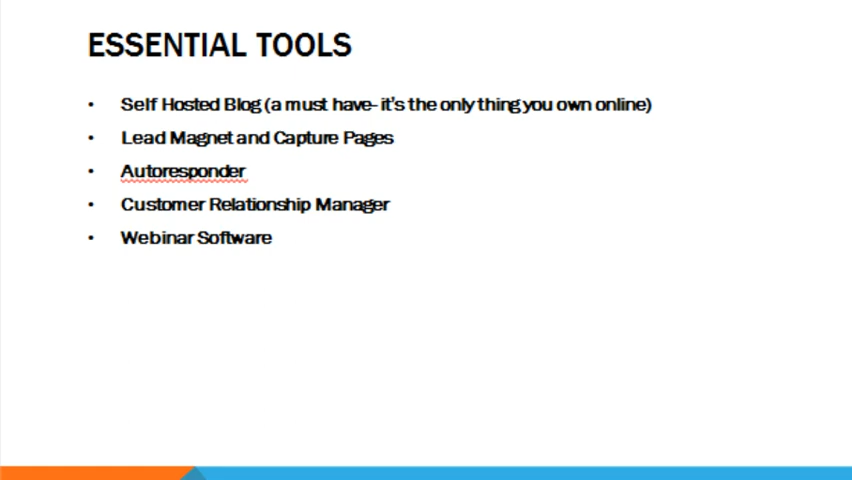 ESSENTIAL TOOLS
• Self Hosted Blog (a must have- it's the only thing you own online)
• Lead Magnet and Capture Pages
• Autoresponder
• Customer Relationship Manager
• Webinar Software